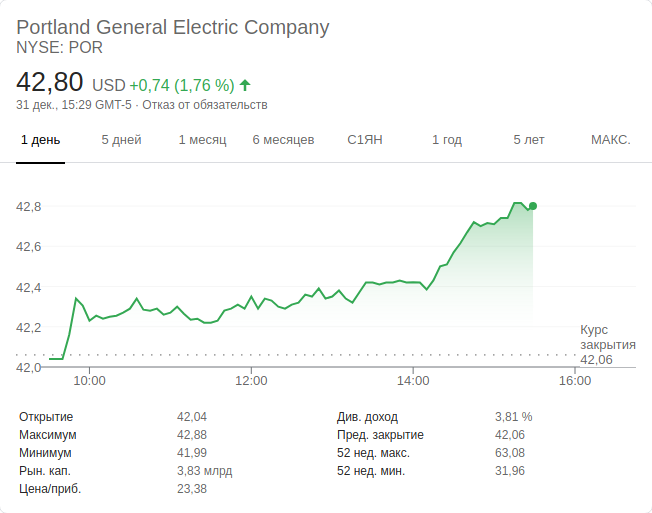 Portland General Electric Company
NYSE: POR
42,80 USD +0,74 (1,76 %)
31 дек., 15:29 GMT-5 · Отказ от обязательств
1 день 5 дней 1 месяц 6 месяцев С1ЯН 1 год 5 лет МАКС.
42,8
42,6
42,4
42,2
42,0
Курс
закрытия
42,06
10:00 12:00 14:00 16:00
Открытие 42,04 Див. доход 3,81 %
Максимум 42,88 Пред. закрытие 42,06
Минимум 41,99 52 нед. макс. 63,08
Рын. кап. 3,83 млрд 52 нед. мин. 31,96
Цена/приб. 23,38